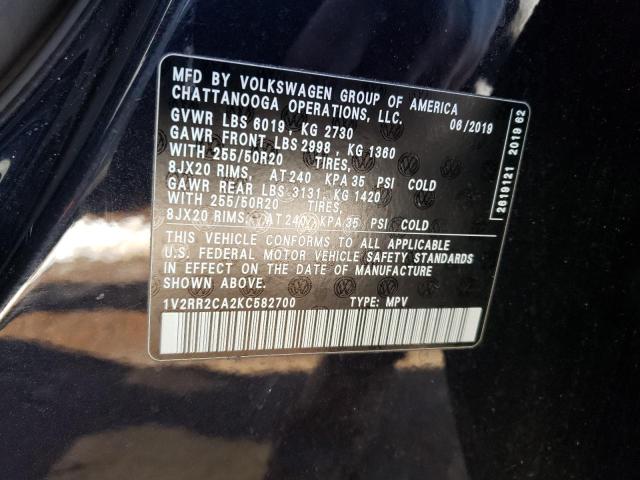 MFD BY VOLKSWAGEN GROUP OF AMERICA
CHATTANOOGA OPERATIONS, LLC. 06/2019
GVWR LBS 6019, KG 2730
GAWR FRONT LBS 2998, KG 1360
WITH 255/50R20 TIRES,
8JX20 RIMS, AT 240 KPA 35 PSI COLD
GAWR REAR LBS 3131, KG 1420
WITH 255/50R20 TIRES,
8JX20 RIMS, AT 240 KPA 35 PSI COLD
THIS VEHICLE CONFORMS TO ALL APPLICABLE
U.S. FEDERAL MOTOR VEHICLE SAFETY STANDARDS
IN EFFECT ON THE DATE OF MANUFACTURE
SHOWN ABOVE.
1V2RR2CA2KC582700 TYPE: MPV
2619121 2019 62